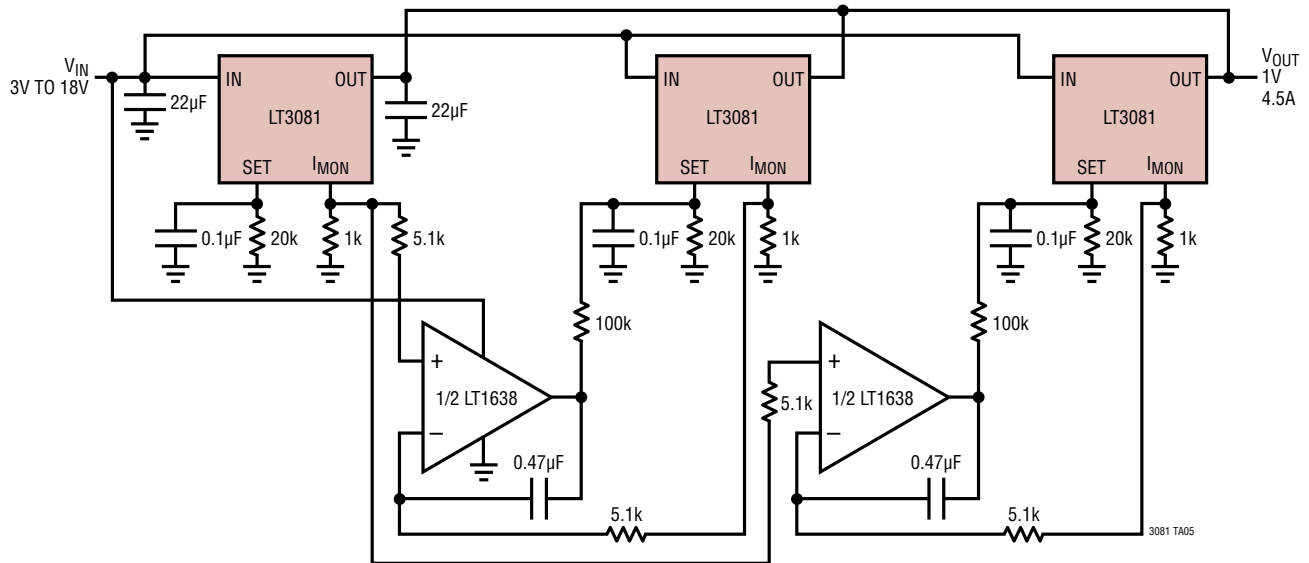 VIN
3V TO 18V
22µF
IN
OUT
LT3081
SET
IMON
22µF
IN
OUT
LT3081
SET
IMON
IN
OUT
LT3081
SET
IMON
VOUT
1V
4.5A
0.1µF
20k
1k
5.1k
0.1µF
20k
1k
0.1µF
20k
1k
100k
100k
+
1/2 LT1638
–
5.1k
+
1/2 LT1638
–
0.47µF
0.47µF
5.1k
5.1k
3081 TA05